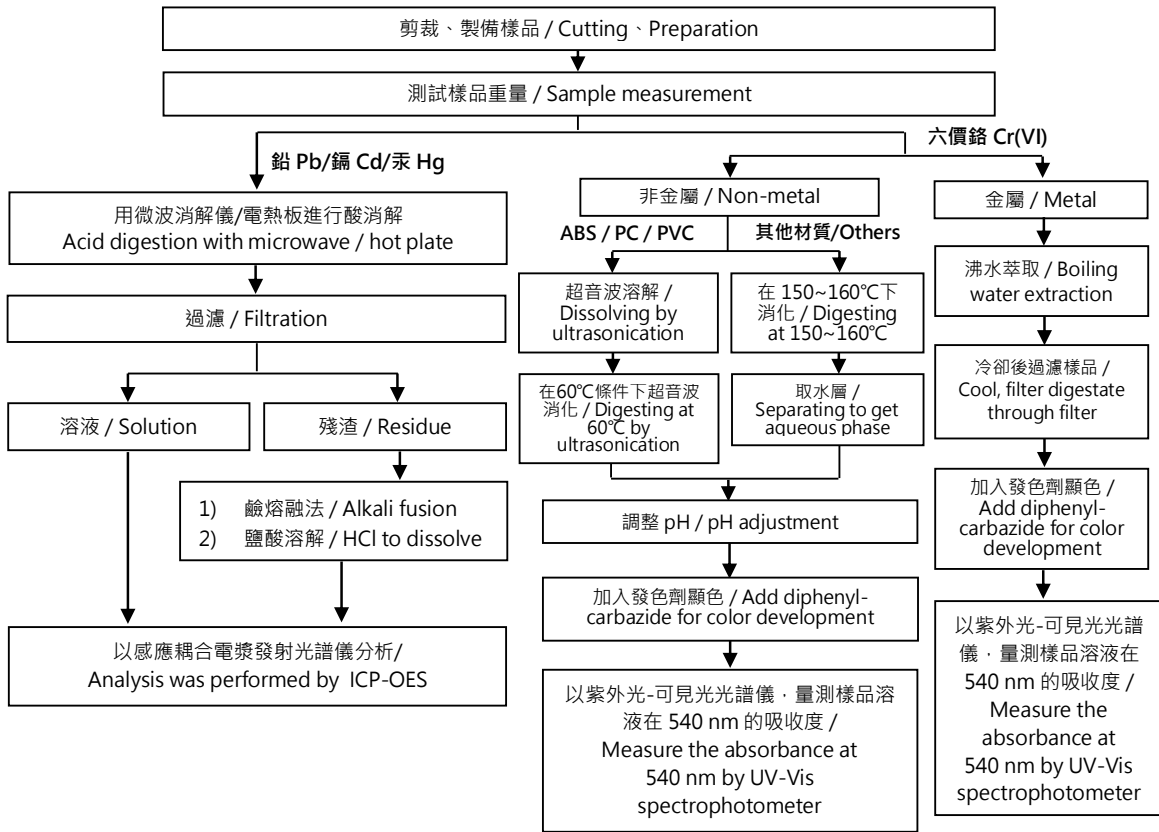 剪裁、製備樣品 / Cutting、Preparation
測試樣品重量 / Sample measurement
鉛 Pb/鎘 Cd/汞 Hg
用微波消解儀/電熱板進行酸消解
Acid digestion with microwave / hot plate
過濾 / Filtration
溶液 / Solution
殘渣 / Residue
1) 鹼熔融法 / Alkali fusion
2) 鹽酸溶解 / HCl to dissolve
以感應耦合電漿發射光譜儀分析/
Analysis was performed by ICP-OES
六價鉻 Cr(VI)
非金屬 / Non-metal
ABS / PC / PVC
超音波溶解 /
Dissolving by
ultrasonication
在60℃條件下超音波
消化 / Digesting at
60℃ by
ultrasonication
其他材質/Others
在 150~160℃下
消化 / Digesting
at 150~160℃
取水層 /
Separating to get
aqueous phase
調整 pH / pH adjustment
加入發色劑顯色 / Add diphenyl-
carbazide for color development
以紫外光-可見光光譜儀，量測樣品溶
液在 540 nm 的吸收度 /
Measure the absorbance at
540 nm by UV-Vis
spectrophotometer
金屬 / Metal
沸水萃取 / Boiling
water extraction
冷卻後過濾樣品 /
Cool, filter digestate
through filter
加入發色劑顯色 /
Add diphenyl-
carbazide for color
development
以紫外光-可見光光譜
儀，量測樣品溶液在
540 nm 的吸收度 /
Measure the
absorbance at
540 nm by UV-Vis
spectrophotometer